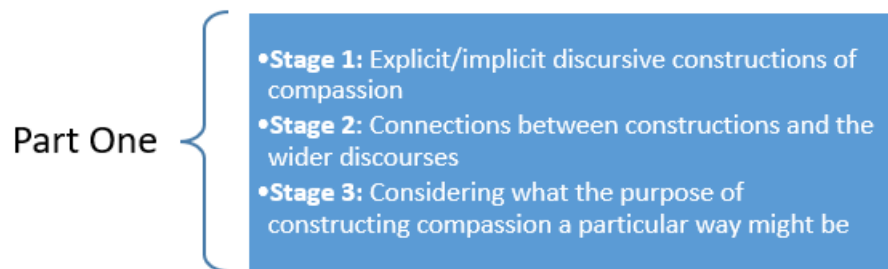 Part One
•Stage 1: Explicit/implicit discursive constructions of
compassion
•Stage 2: Connections between constructions and the
wider discourses
•Stage 3: Considering what the purpose of
constructing compassion a particular way might be